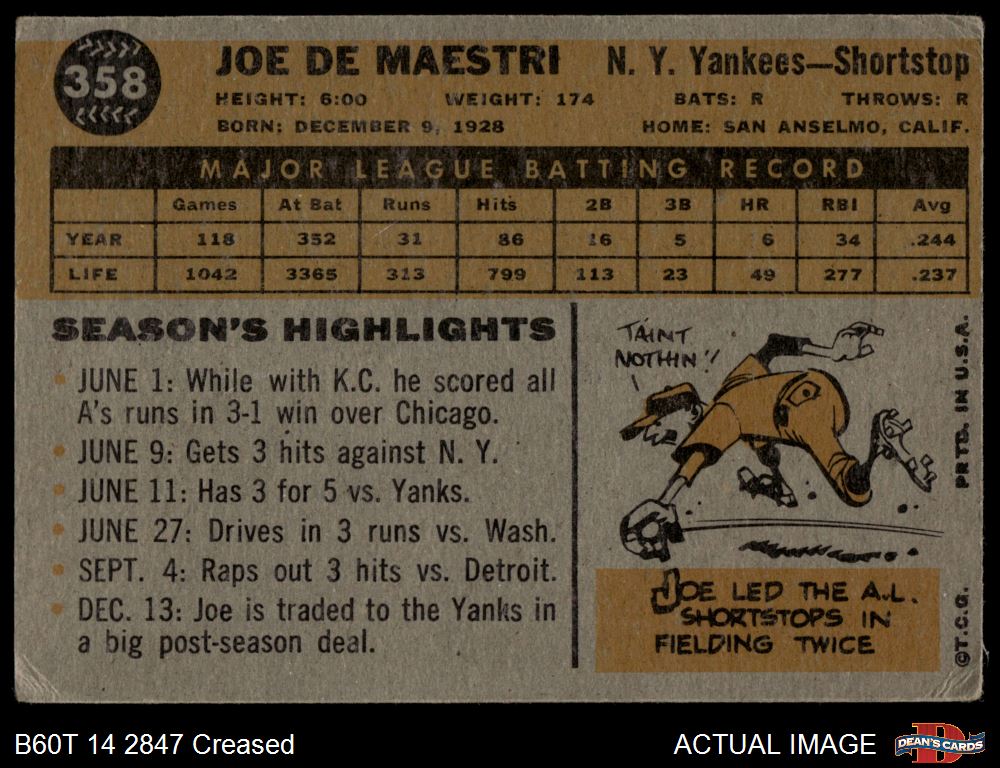 358
JOE DE MAESTRI N. Y. Yankees—Shortstop
HEIGHT: 6:00 WEIGHT: 174 BATS: R THROWS: R
BORN: DECEMBER 9, 1928 HOME: SAN ANSELMO, CALIF.
MAJOR LEAGUE BATTING RECORD
Games At Bat Runs Hits 2B 3B HR RBI Avg
YEAR 118 352 31 86 16 5 6 34 .244
LIFE 1042 3365 313 799 113 23 49 277 .237
SEASON'S HIGHLIGHTS
• JUNE 1: While with K.C. he scored all
A's runs in 3-1 win over Chicago.
• JUNE 9: Gets 3 hits against N. Y.
• JUNE 11: Has 3 for 5 vs. Yanks.
• JUNE 27: Drives in 3 runs vs. Wash.
• SEPT. 4: Raps out 3 hits vs. Detroit.
• DEC. 13: Joe is traded to the Yanks in
a big post-season deal.
TAINT
NOTHIN'!
JOE LED THE A.L.
SHORTSTOPS IN
FIELDING TWICE
PRTD. IN U.S.A.
©T.C.G.
B60T 14 2847 Creased
ACTUAL IMAGE
D
DEAN'S CARDS